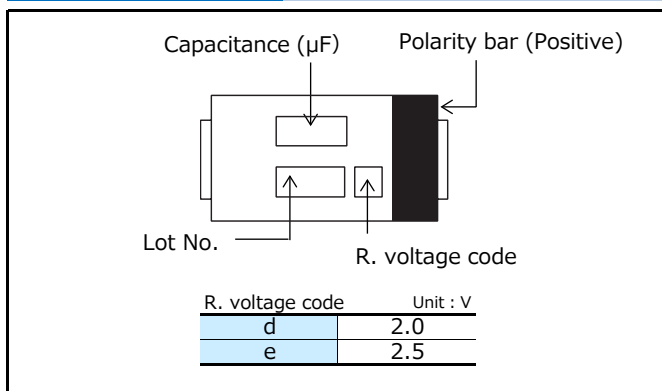 Capacitance (μF) Polarity bar (Positive)
Lot No.
R. voltage code
R. voltage code Unit : V
d 2.0
e 2.5